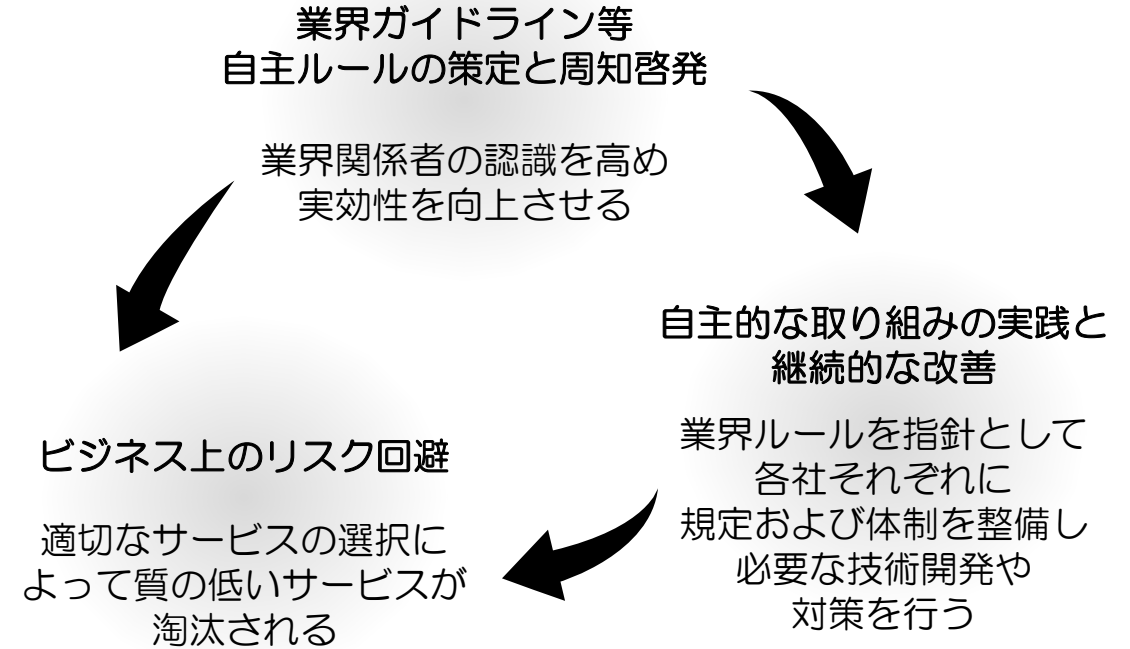 業界ガイドライン等
自主ルールの策定と周知啓発
業界関係者の認識を高め
実効性を向上させる
自主的な取り組みの実践と
継続的な改善
業界ルールを指針として
各社それぞれに
規定および体制を整備し
必要な技術開発や
対策を行う
ビジネス上のリスク回避
適切なサービスの選択に
よって質の低いサービスが
淘汰される